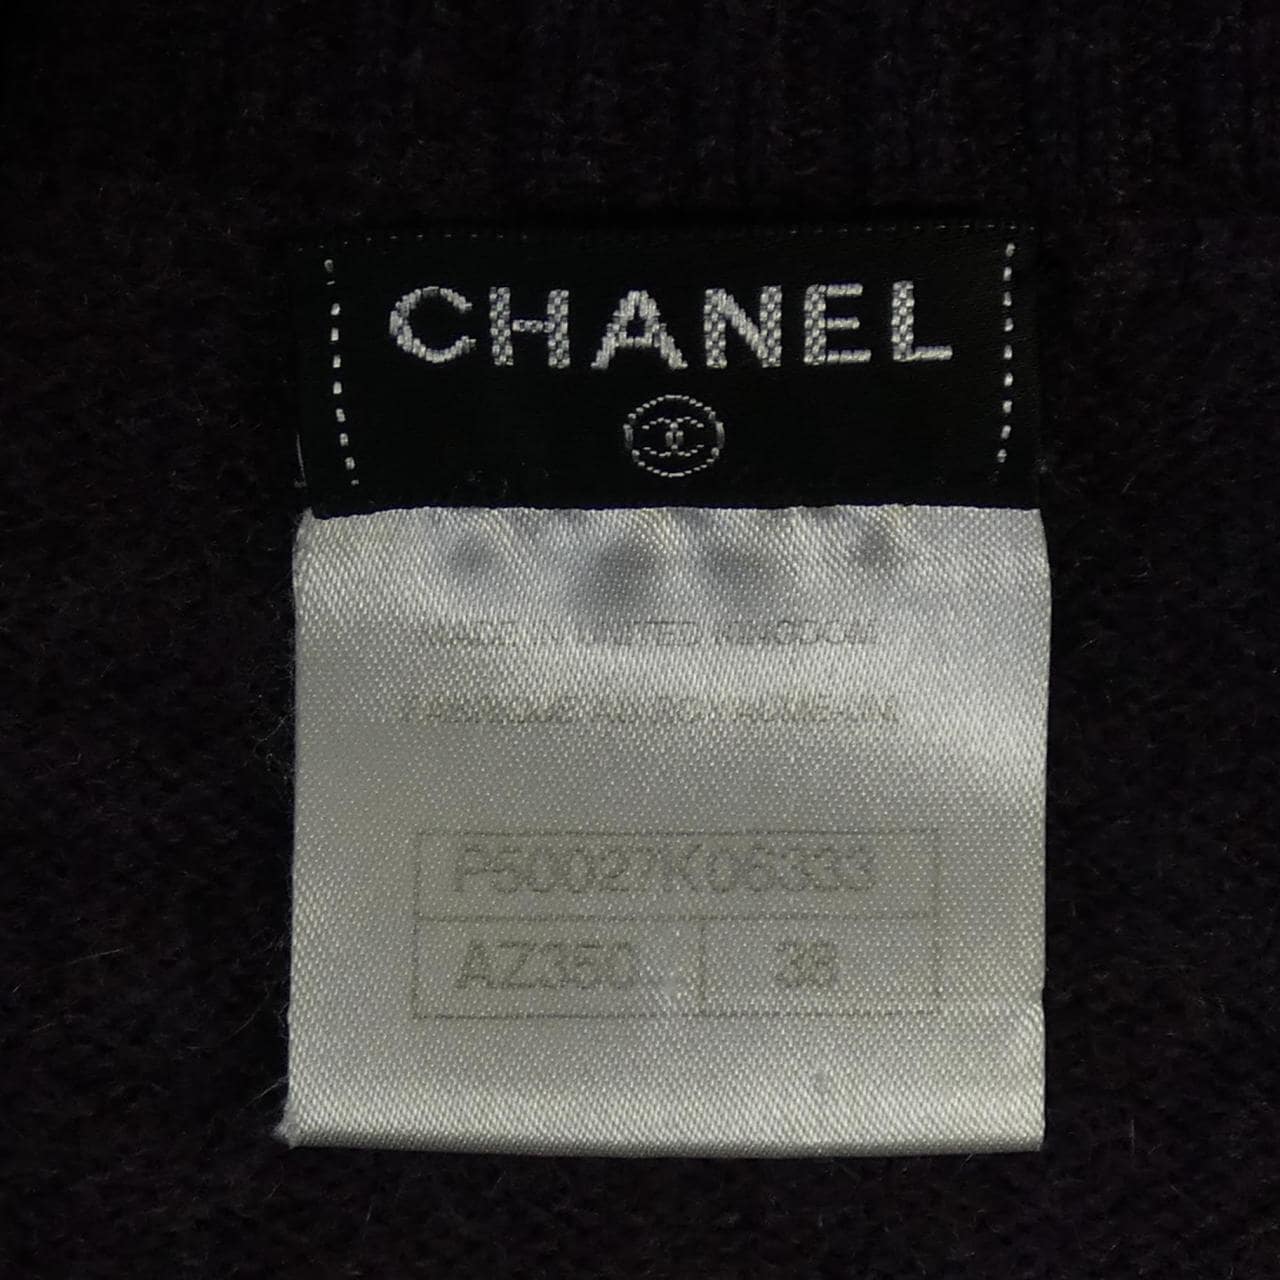 CHANEL
MADE IN UNITED KINGDOM
FABRIQUE AU ROYAUME-UNI
P50027K06333
AZ350
38